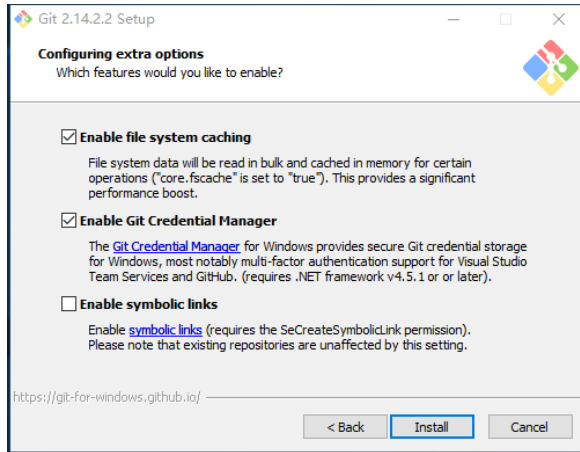 Git 2.14.2.2 Setup
Configuring extra options
Which features would you like to enable?
Enable file system caching
File system data will be read in bulk and cached in memory for certain
operations ("core.fscache" is set to "true"). This provides a significant
performance boost.
Enable Git Credential Manager
The Git Credential Manager for Windows provides secure Git credential storage
for Windows, most notably multi-factor authentication support for Visual Studio
Team Services and GitHub. (requires .NET framework v4.5.1 or or later).
Enable symbolic links
Enable symbolic links (requires the SeCreateSymbolicLink permission).
Please note that existing repositories are unaffected by this setting.
https://git-for-windows.github.io/
< Back Install Cancel